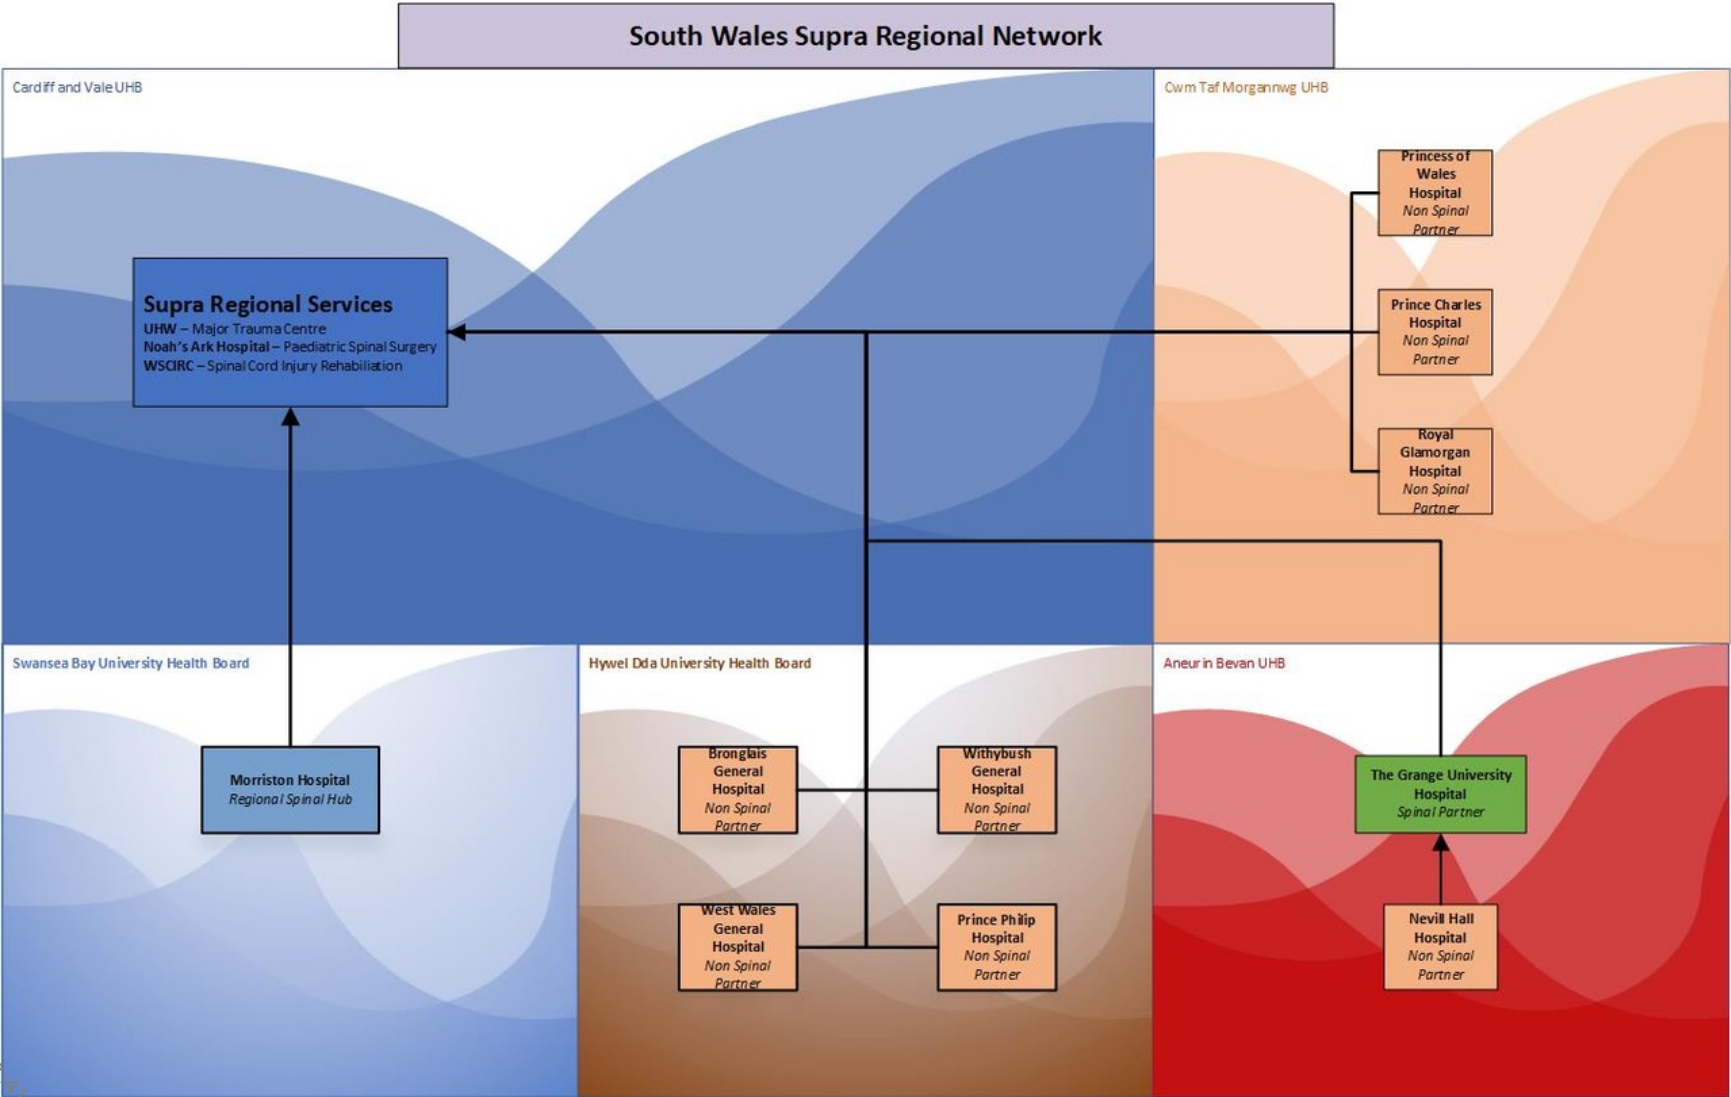 South Wales Supra Regional Network
Cardiff and Vale UHB
Cwm Taf Morgannwg UHB
Princess of
Wales
Hospital
Non Spinal
Partner
Supra Regional Services
UHW – Major Trauma Centre
Noah's Ark Hospital – Paediatric Spinal Surgery
WSCIRC – Spinal Cord Injury Rehabiliation
Prince Charles
Hospital
Non Spinal
Partner
Royal
Glamorgan
Hospital
Non Spinal
Partner
Swansea Bay University Health Board
Morriston Hospital
Regional Spinal Hub
Hywel Dda University Health Board
Bronglais
General
Hospital
Non Spinal
Partner
Withybush
General
Hospital
Non Spinal
Partner
West Wales
General
Hospital
Non Spinal
Partner
Prince Philip
Hospital
Non Spinal
Partner
Aneurin Bevan UHB
The Grange University
Hospital
Spinal Partner
Nevill Hall
Hospital
Non Spinal
Partner